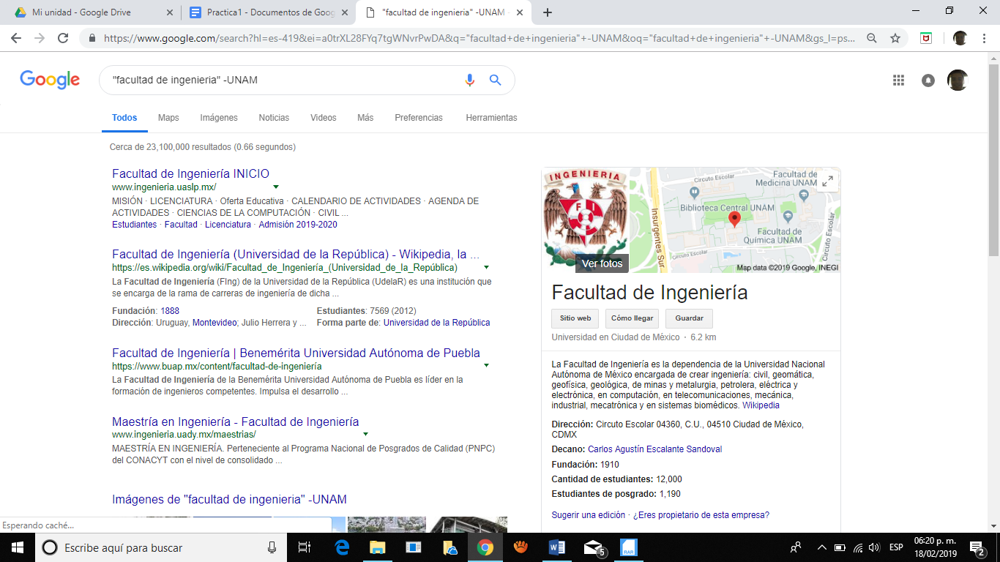 Mi unidad - Google Drive
Practica1 - Documentos de Goog
"facultad de ingenieria" -UNAM
https://www.google.com/search?hl=es-419&ei=a0trXL28FYq7tgWNvrPwDA&q="facultad+de+ingenieria"+-UNAM&oq="facultad+de+ingenieria"+-UNAM&gs_l=ps...
Google
"facultad de ingenieria" -UNAM
Todos Maps Imágenes Noticias Videos Más Preferencias Herramientas
Cerca de 23,100,000 resultados (0.66 segundos)
Facultad de Ingeniería INICIO
www.ingenieria.uaslp.mx/
MISIÓN · LICENCIATURA · Oferta Educativa · CALENDARIO DE ACTIVIDADES · AGENDA DE
ACTIVIDADES · CIENCIAS DE LA COMPUTACIÓN · CIVIL ...
Estudiantes · Facultad · Licenciatura · Admisión 2019-2020
Facultad de Ingeniería (Universidad de la República) - Wikipedia, la ...
https://es.wikipedia.org/wiki/Facultad_de_Ingeniería_(Universidad_de_la_República)
La Facultad de Ingeniería (FIng) de la Universidad de la República (UdelaR) es una institución que
se encarga de la rama de carreras de ingeniería de dicha ...
Fundación: 1888 Estudiantes: 7569 (2012)
Dirección: Uruguay, Montevideo; Julio Herrera y ... Forma parte de: Universidad de la República
Facultad de Ingeniería | Benemérita Universidad Autónoma de Puebla
https://www.buap.mx/content/facultad-de-ingeniería
La Facultad de Ingeniería de la Benemérita Universidad Autónoma de Puebla es líder en la
formación de ingenieros competentes. Impulsa el desarrollo ...
Maestría en Ingeniería - Facultad de Ingeniería
www.ingenieria.uady.mx/maestrias/
MAESTRÍA EN INGENIERÍA. Perteneciente al Programa Nacional de Posgrados de Calidad (PNPC)
del CONACYT con el nivel de consolidado ...
Imágenes de "facultad de ingenieria" -UNAM
INGENIERIA
F I
Ver fotos
Circuito Escolar
Facultad de
Medicina UNAM
Biblioteca Central UNAM
Insurgentes Sur
Facultad de
Química UNAM
Circuito Escolar
Circuito Escolar
Map data ©2019 Google, INEGI
Facultad de Ingeniería
Sitio web Cómo llegar Guardar
Universidad en Ciudad de México · 6.2 km
La Facultad de Ingeniería es la dependencia de la Universidad Nacional
Autónoma de México encargada de crear ingeniería: civil, geomática,
geofísica, geológica, de minas y metalurgia, petrolera, eléctrica y
electrónica, en computación, en telecomunicaciones, mecánica,
industrial, mecatrónica y en sistemas biomédicos. Wikipedia
Dirección: Circuito Escolar 04360, C.U., 04510 Ciudad de México,
CDMX
Decano: Carlos Agustín Escalante Sandoval
Fundación: 1910
Cantidad de estudiantes: 12,000
Estudiantes de posgrado: 1,190
Sugerir una edición · ¿Eres propietario de esta empresa?
Esperando caché...
Escribe aquí para buscar
5
RAR
ESP
06:20 p. m.
18/02/2019
2